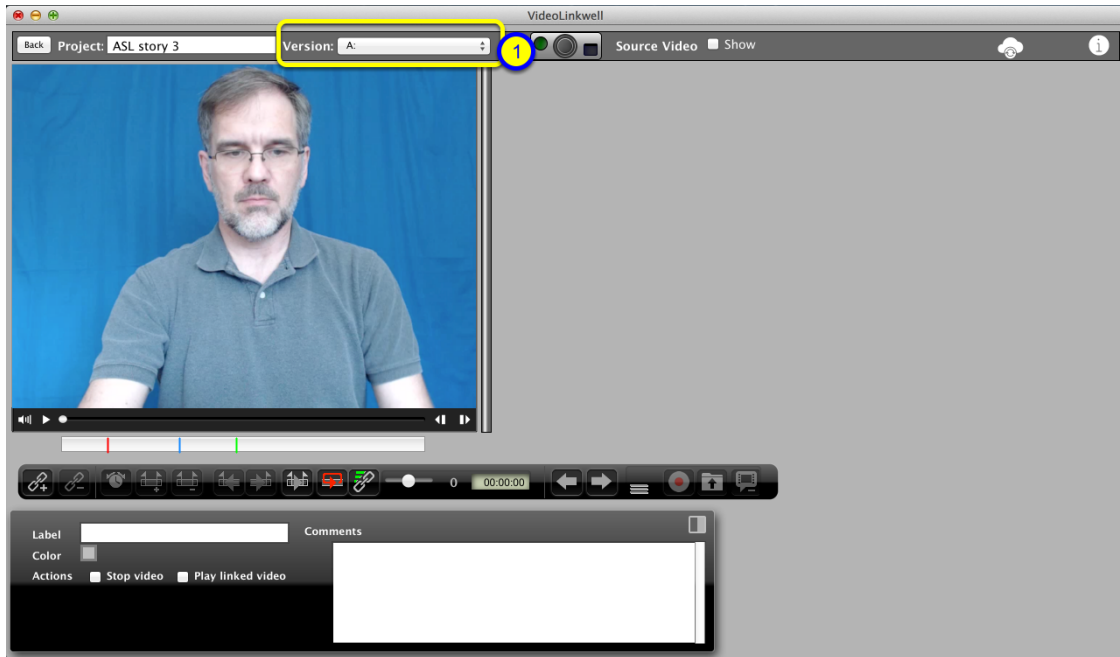 VideoLinkwell
Back Project: ASL story 3 Version: A: 1 Source Video Show i
0 00:00:00
Label Comments
Color
Actions Stop video Play linked video